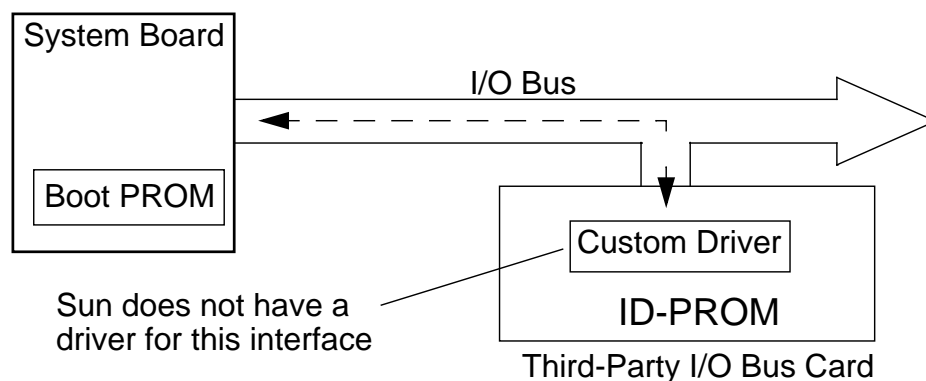 System Board
I/O Bus
Boot PROM
Custom Driver
Sun does not have a
driver for this interface
ID-PROM
Third-Party I/O Bus Card